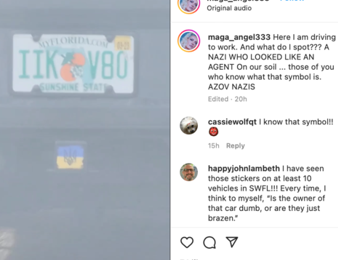 maga_angel333
Original audio
MYFLORIDA.COM
IIK V80
SUNSHINE STATE
maga_angel333 Here I am driving
to work. And what do I spot??? A
NAZI WHO LOOKED LIKE AN
AGENT On our soil ... those of you
who know what that symbol is.
AZOV NAZIS
Edited · 20h
cassiewolfqt I know that symbol!!!
15h Reply
happyjohnlambeth I have seen
those stickers on at least 10
vehicles in SWFL!!! Every time, I
think to myself, “Is the owner of
that car dumb, or are they just
brazen.”